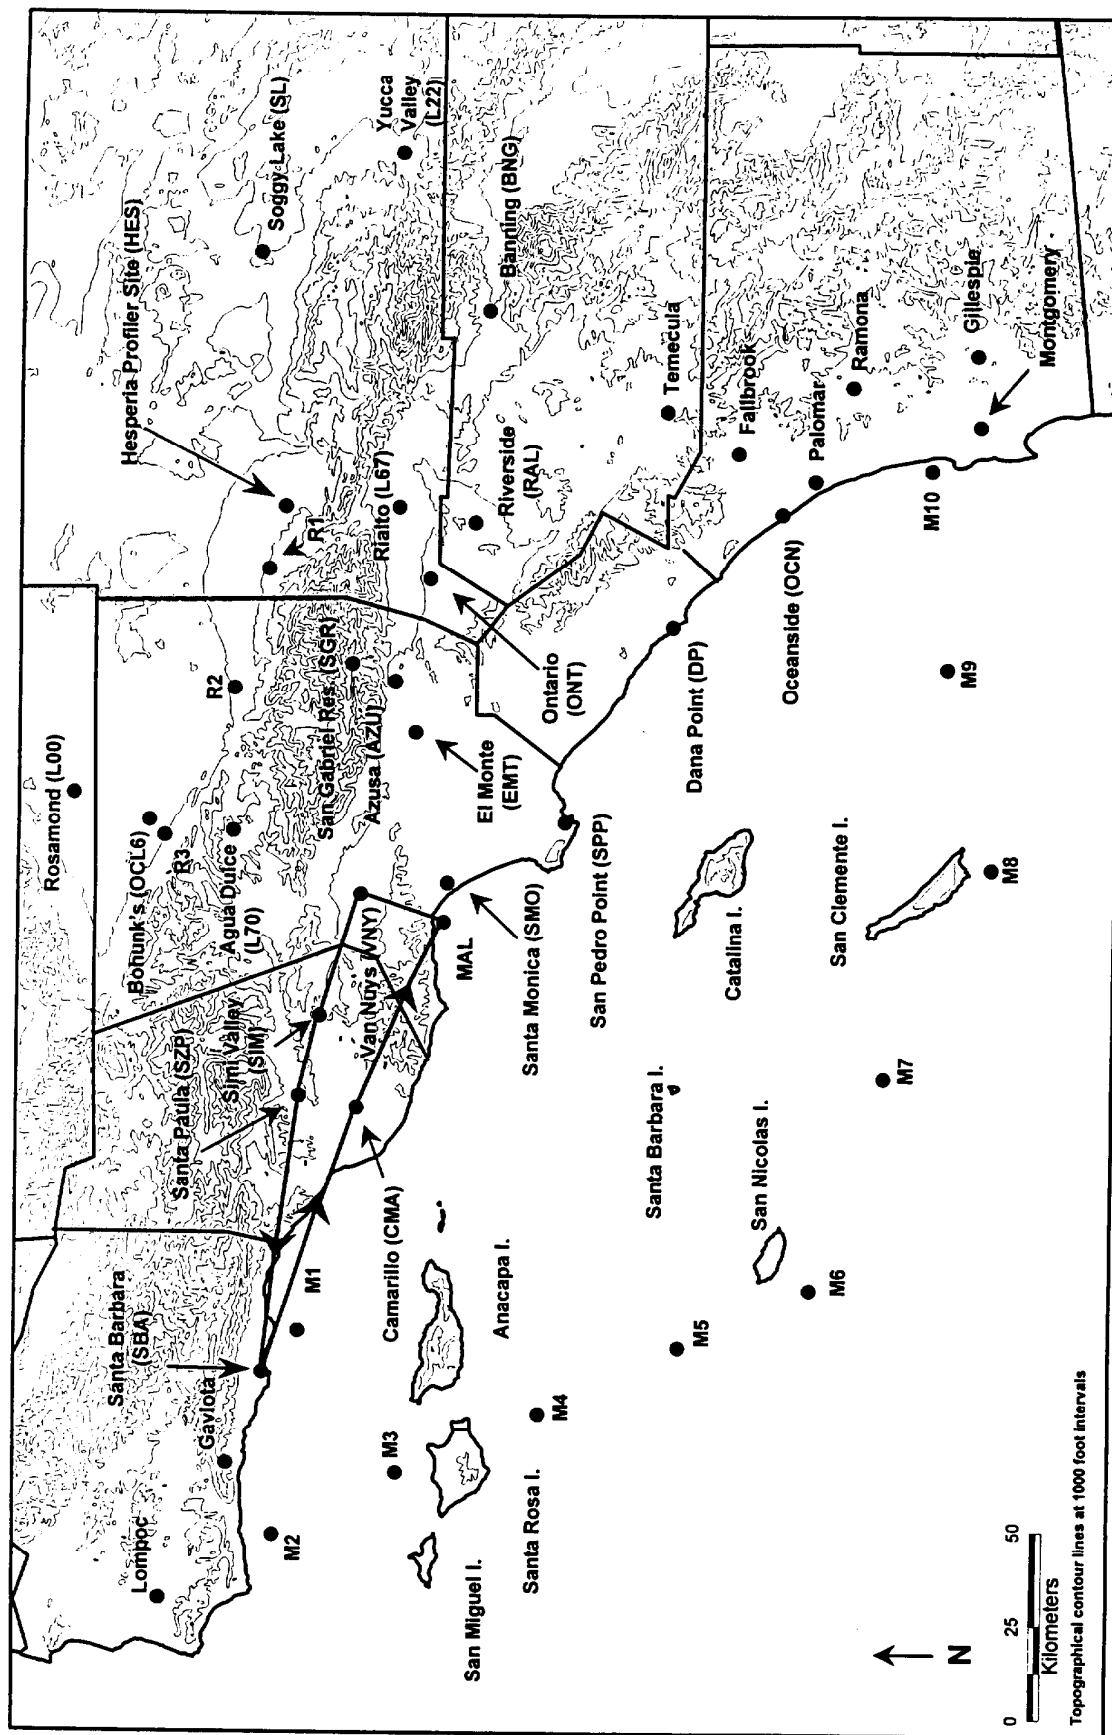 Rosamond (L00)
Hesperia Profiler Site (HES)
Soggy Lake (SL)
Yucca
Valley
(L22)
Lompoc
Gaviota
Santa Barbara
(SBA)
Santa Paula (SZP)
Simi Valley
(SIM)
Bohunk's (OCL6)
R3
Agua Dulce
(L70)
R2
R1
San Gabriel Res. (SGR)
Azusa (AZU)
Rialto (L67)
Banning (BNG)
M2
M1
Van Nuys (VNY)
El Monte
(EMT)
Ontario
(ONT)
Riverside
(RAL)
M3
Camarillo (CMA)
MAL
San Miguel I.
Santa Rosa I.
Anacapa I.
Santa Monica (SMO)
San Pedro Point (SPP)
Temecula
M4
Fallbrook
Santa Barbara I.
M5
Dana Point (DP)
Palomar
San Nicolas I.
Catalina I.
Oceanside (OCN)
Ramona
M6
San Clemente I.
M7
M10
M9
M8
Gillespie
Montgomery
N
0 25 50
Kilometers
Topographical contour lines at 1000 foot intervals